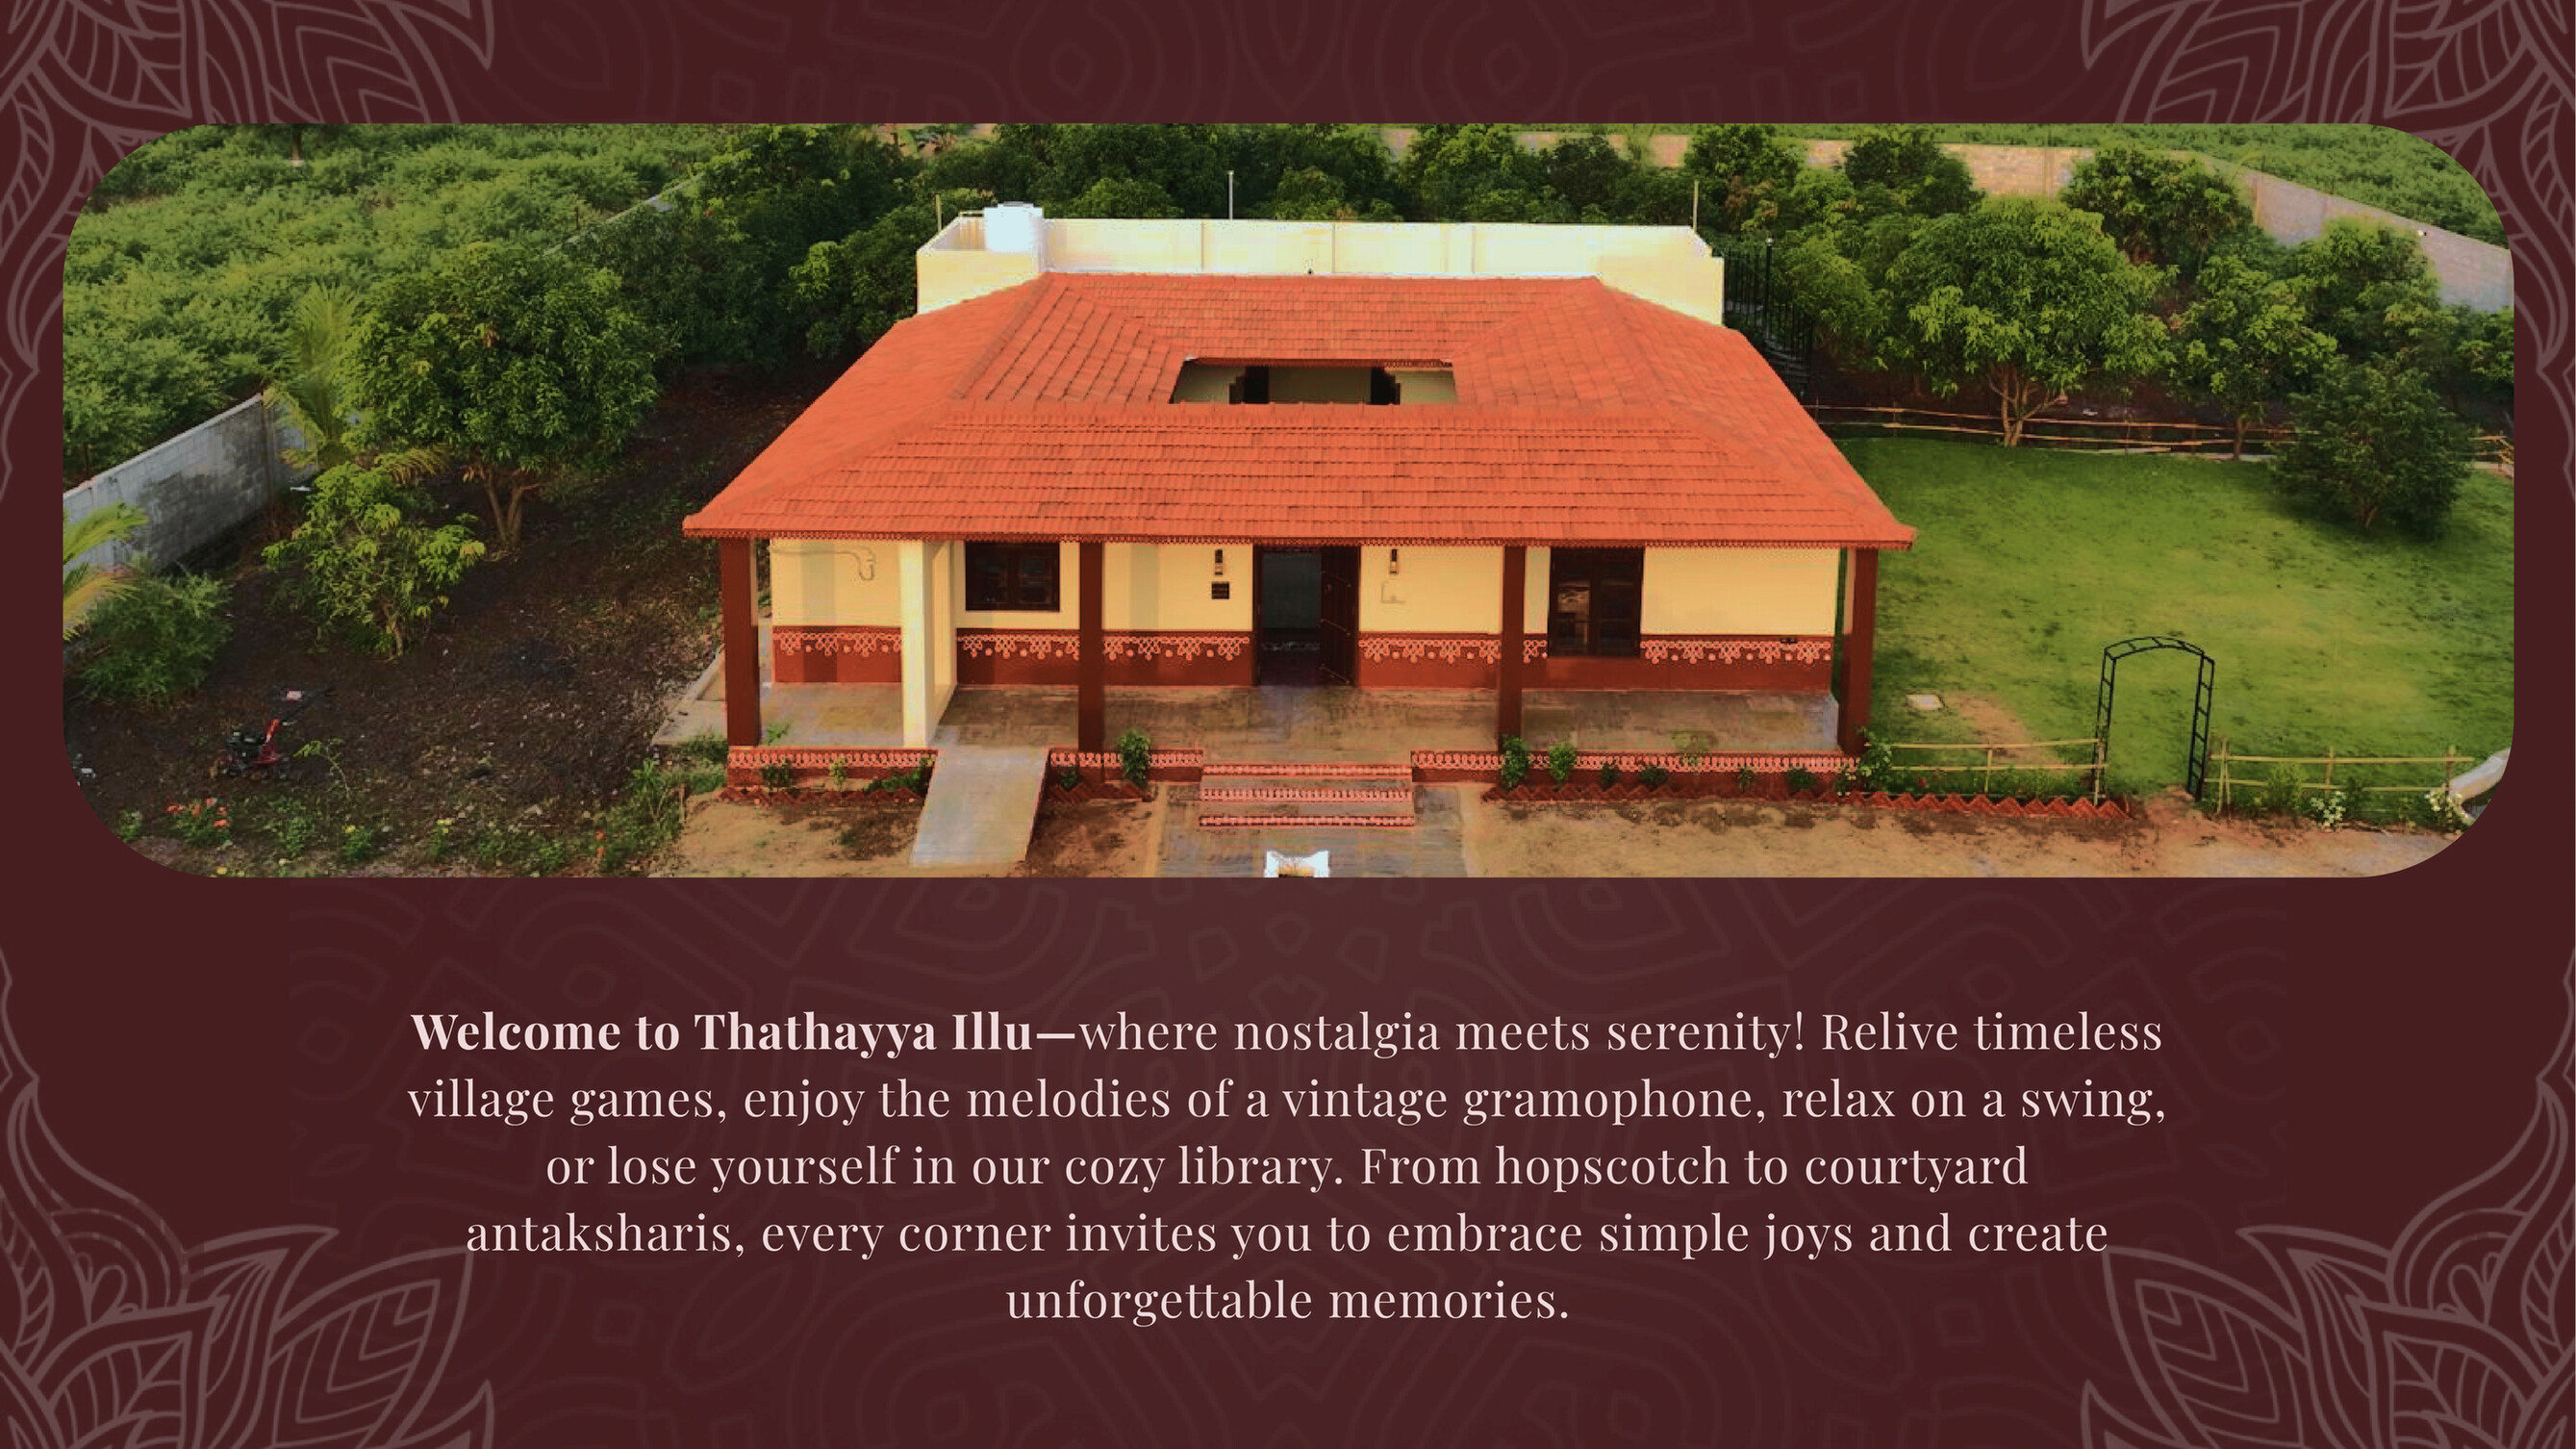 Welcome to Thathayya Illu—where nostalgia meets serenity! Relive timeless
village games, enjoy the melodies of a vintage gramophone, relax on a swing,
or lose yourself in our cozy library. From hopscotch to courtyard
antaksharis, every corner invites you to embrace simple joys and create
unforgettable memories.